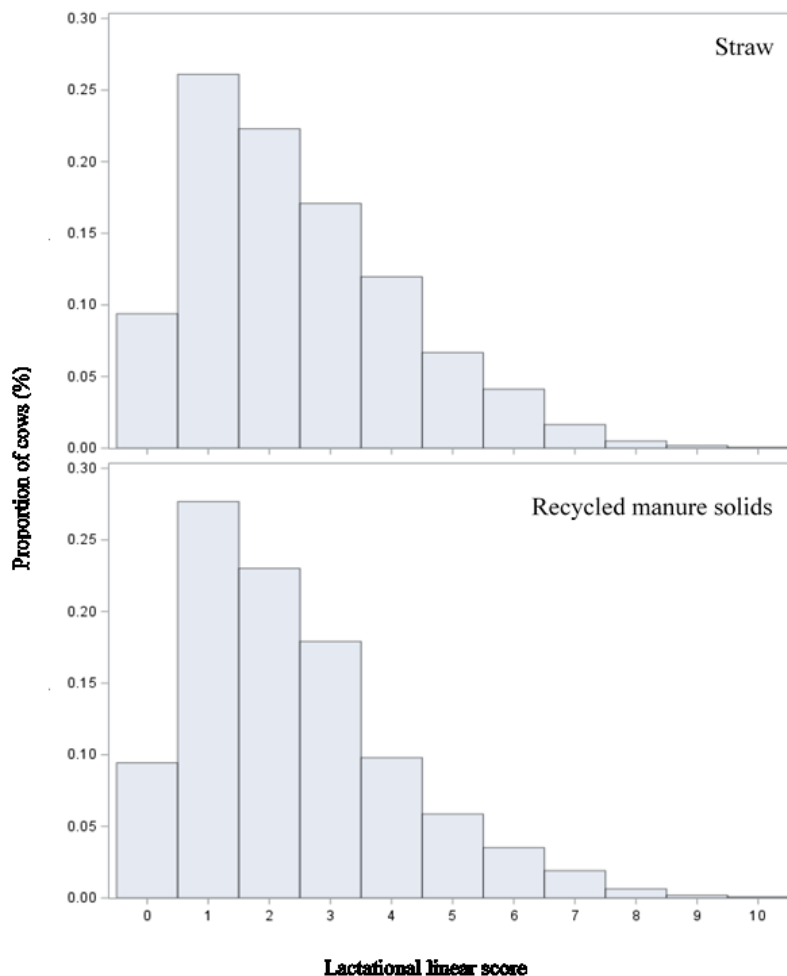 0.30
Straw
0.25
0.20
0.15
0.10
0.05
0.00
Proportion of cows (%)
0.30
Recycled manure solids
0.25
0.20
0.15
0.10
0.05
0.00
0 1 2 3 4 5 6 7 8 9 10
Lactational linear score